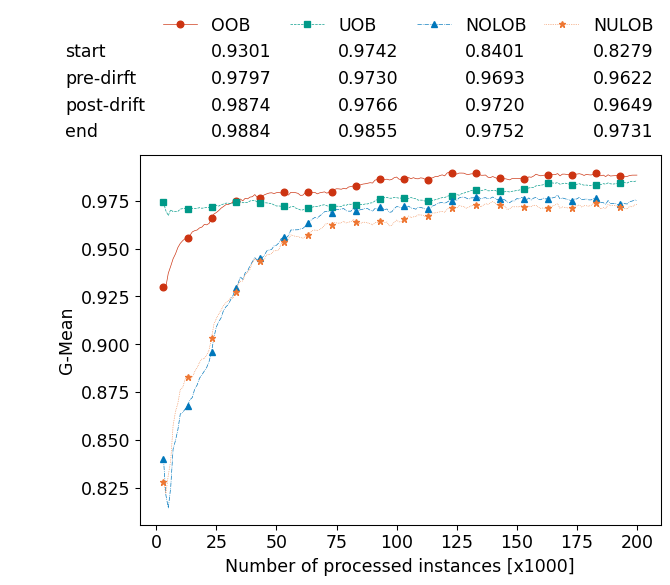 OOB UOB NOLOB NULOB
start 0.9301 0.9742 0.8401 0.8279
pre-dirft 0.9797 0.9730 0.9693 0.9622
post-drift 0.9874 0.9766 0.9720 0.9649
end 0.9884 0.9855 0.9752 0.9731
0.975
0.950
0.925
0.900
0.875
0.850
0.825
G-Mean
0 25 50 75 100 125 150 175 200
Number of processed instances [x1000]